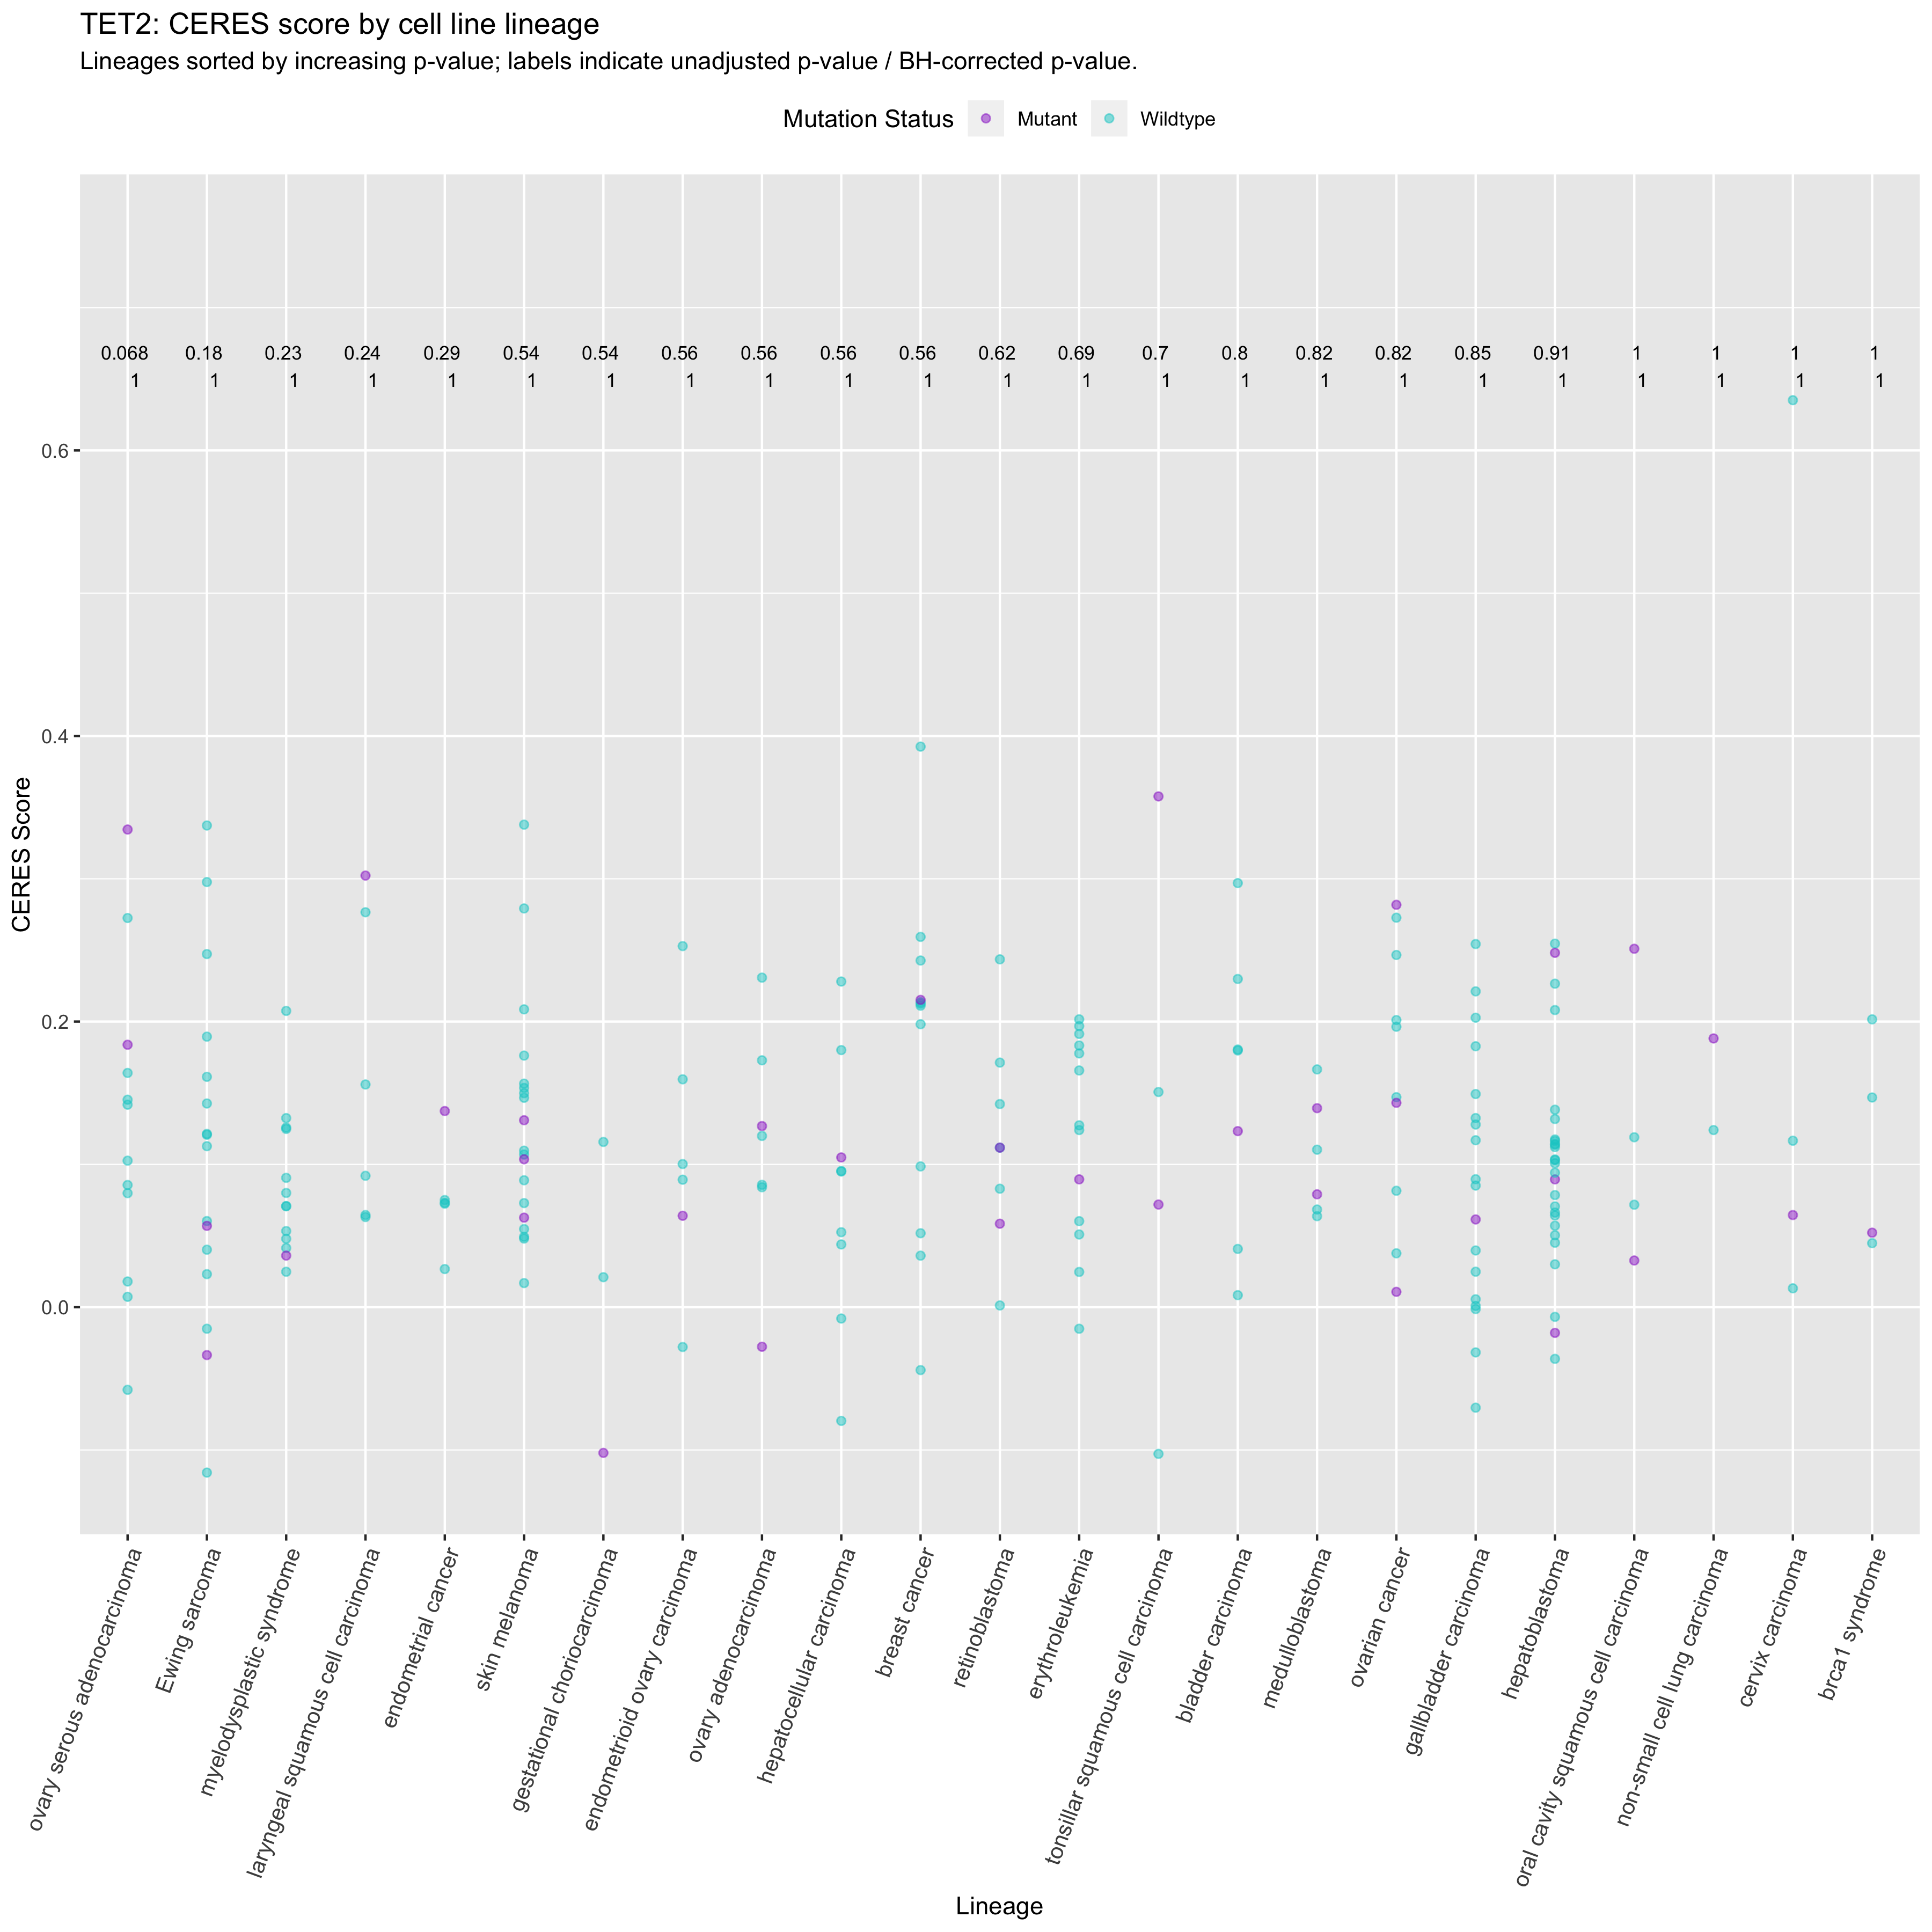 TET2: CERES score by cell line lineage
Lineages sorted by increasing p-value; labels indicate unadjusted p-value / BH-corrected p-value.
Mutation Status Mutant Wildtype
0.068 0.18 0.23 0.24 0.29 0.54 0.54 0.56 0.56 0.56 0.56 0.62 0.69 0.7 0.8 0.82 0.82 0.85 0.91 1 1 1 1
1 1 1 1 1 1 1 1 1 1 1 1 1 1 1 1 1 1 1 1 1 1 1
0.6
0.4
0.2
0.0
CERES Score
ovary serous adenocarcinoma
Ewing sarcoma
myelodysplastic syndrome
laryngeal squamous cell carcinoma
endometrial cancer
skin melanoma
gestational choriocarcinoma
endometrioid ovary carcinoma
ovary adenocarcinoma
hepatocellular carcinoma
breast cancer
retinoblastoma
erythroleukemia
tonsillar squamous cell carcinoma
bladder carcinoma
medulloblastoma
ovarian cancer
gallbladder carcinoma
hepatoblastoma
oral cavity squamous cell carcinoma
non-small cell lung carcinoma
cervix carcinoma
brca1 syndrome
Lineage